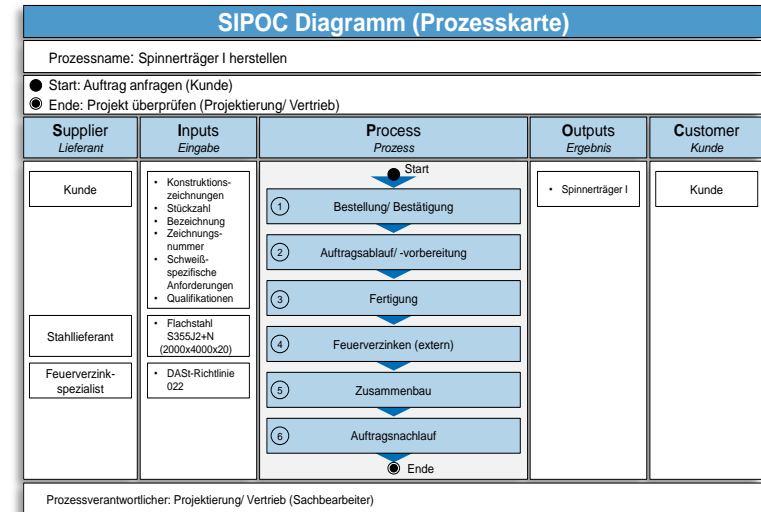 SIPOC Diagramm (Prozesskarte)
Prozessname: Spinnerträger I herstellen
Start: Auftrag anfragen (Kunde)
Ende: Projekt überprüfen (Projektierung/ Vertrieb)
Supplier
Lieferant
Inputs
Eingabe
Process
Prozess
Outputs
Ergebnis
Customer
Kunde
Kunde
Stahllieferant
Feuerverzink-
spezialist
• Konstruktions-
zeichnungen
• Stückzahl
• Bezeichnung
• Zeichnungs-
nummer
• Schweiß-
spezifische
Anforderungen
• Qualifikationen
• Flachstahl
S355J2+N
(2000x4000x20)
• DASt-Richtlinie
022
Start
1 Bestellung/ Bestätigung
2 Auftragsablauf/ -vorbereitung
3 Fertigung
4 Feuerverzinken (extern)
5 Zusammenbau
6 Auftragsnachlauf
Ende
• Spinnerträger I
Kunde
Prozessverantwortlicher: Projektierung/ Vertrieb (Sachbearbeiter)